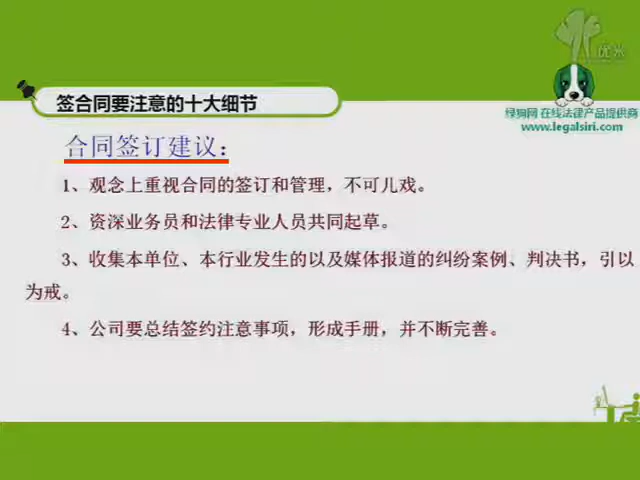 优米
签合同要注意的十大细节
绿狗网 在线法律产品提供商
www.legalsiri.com
合同签订建议：
1、观念上重视合同的签订和管理，不可儿戏。
2、资深业务员和法律专业人员共同起草。
3、收集本单位、本行业发生的以及媒体报道的纠纷案例、判决书，引以
为戒。
4、公司要总结签约注意事项，形成手册，并不断完善。